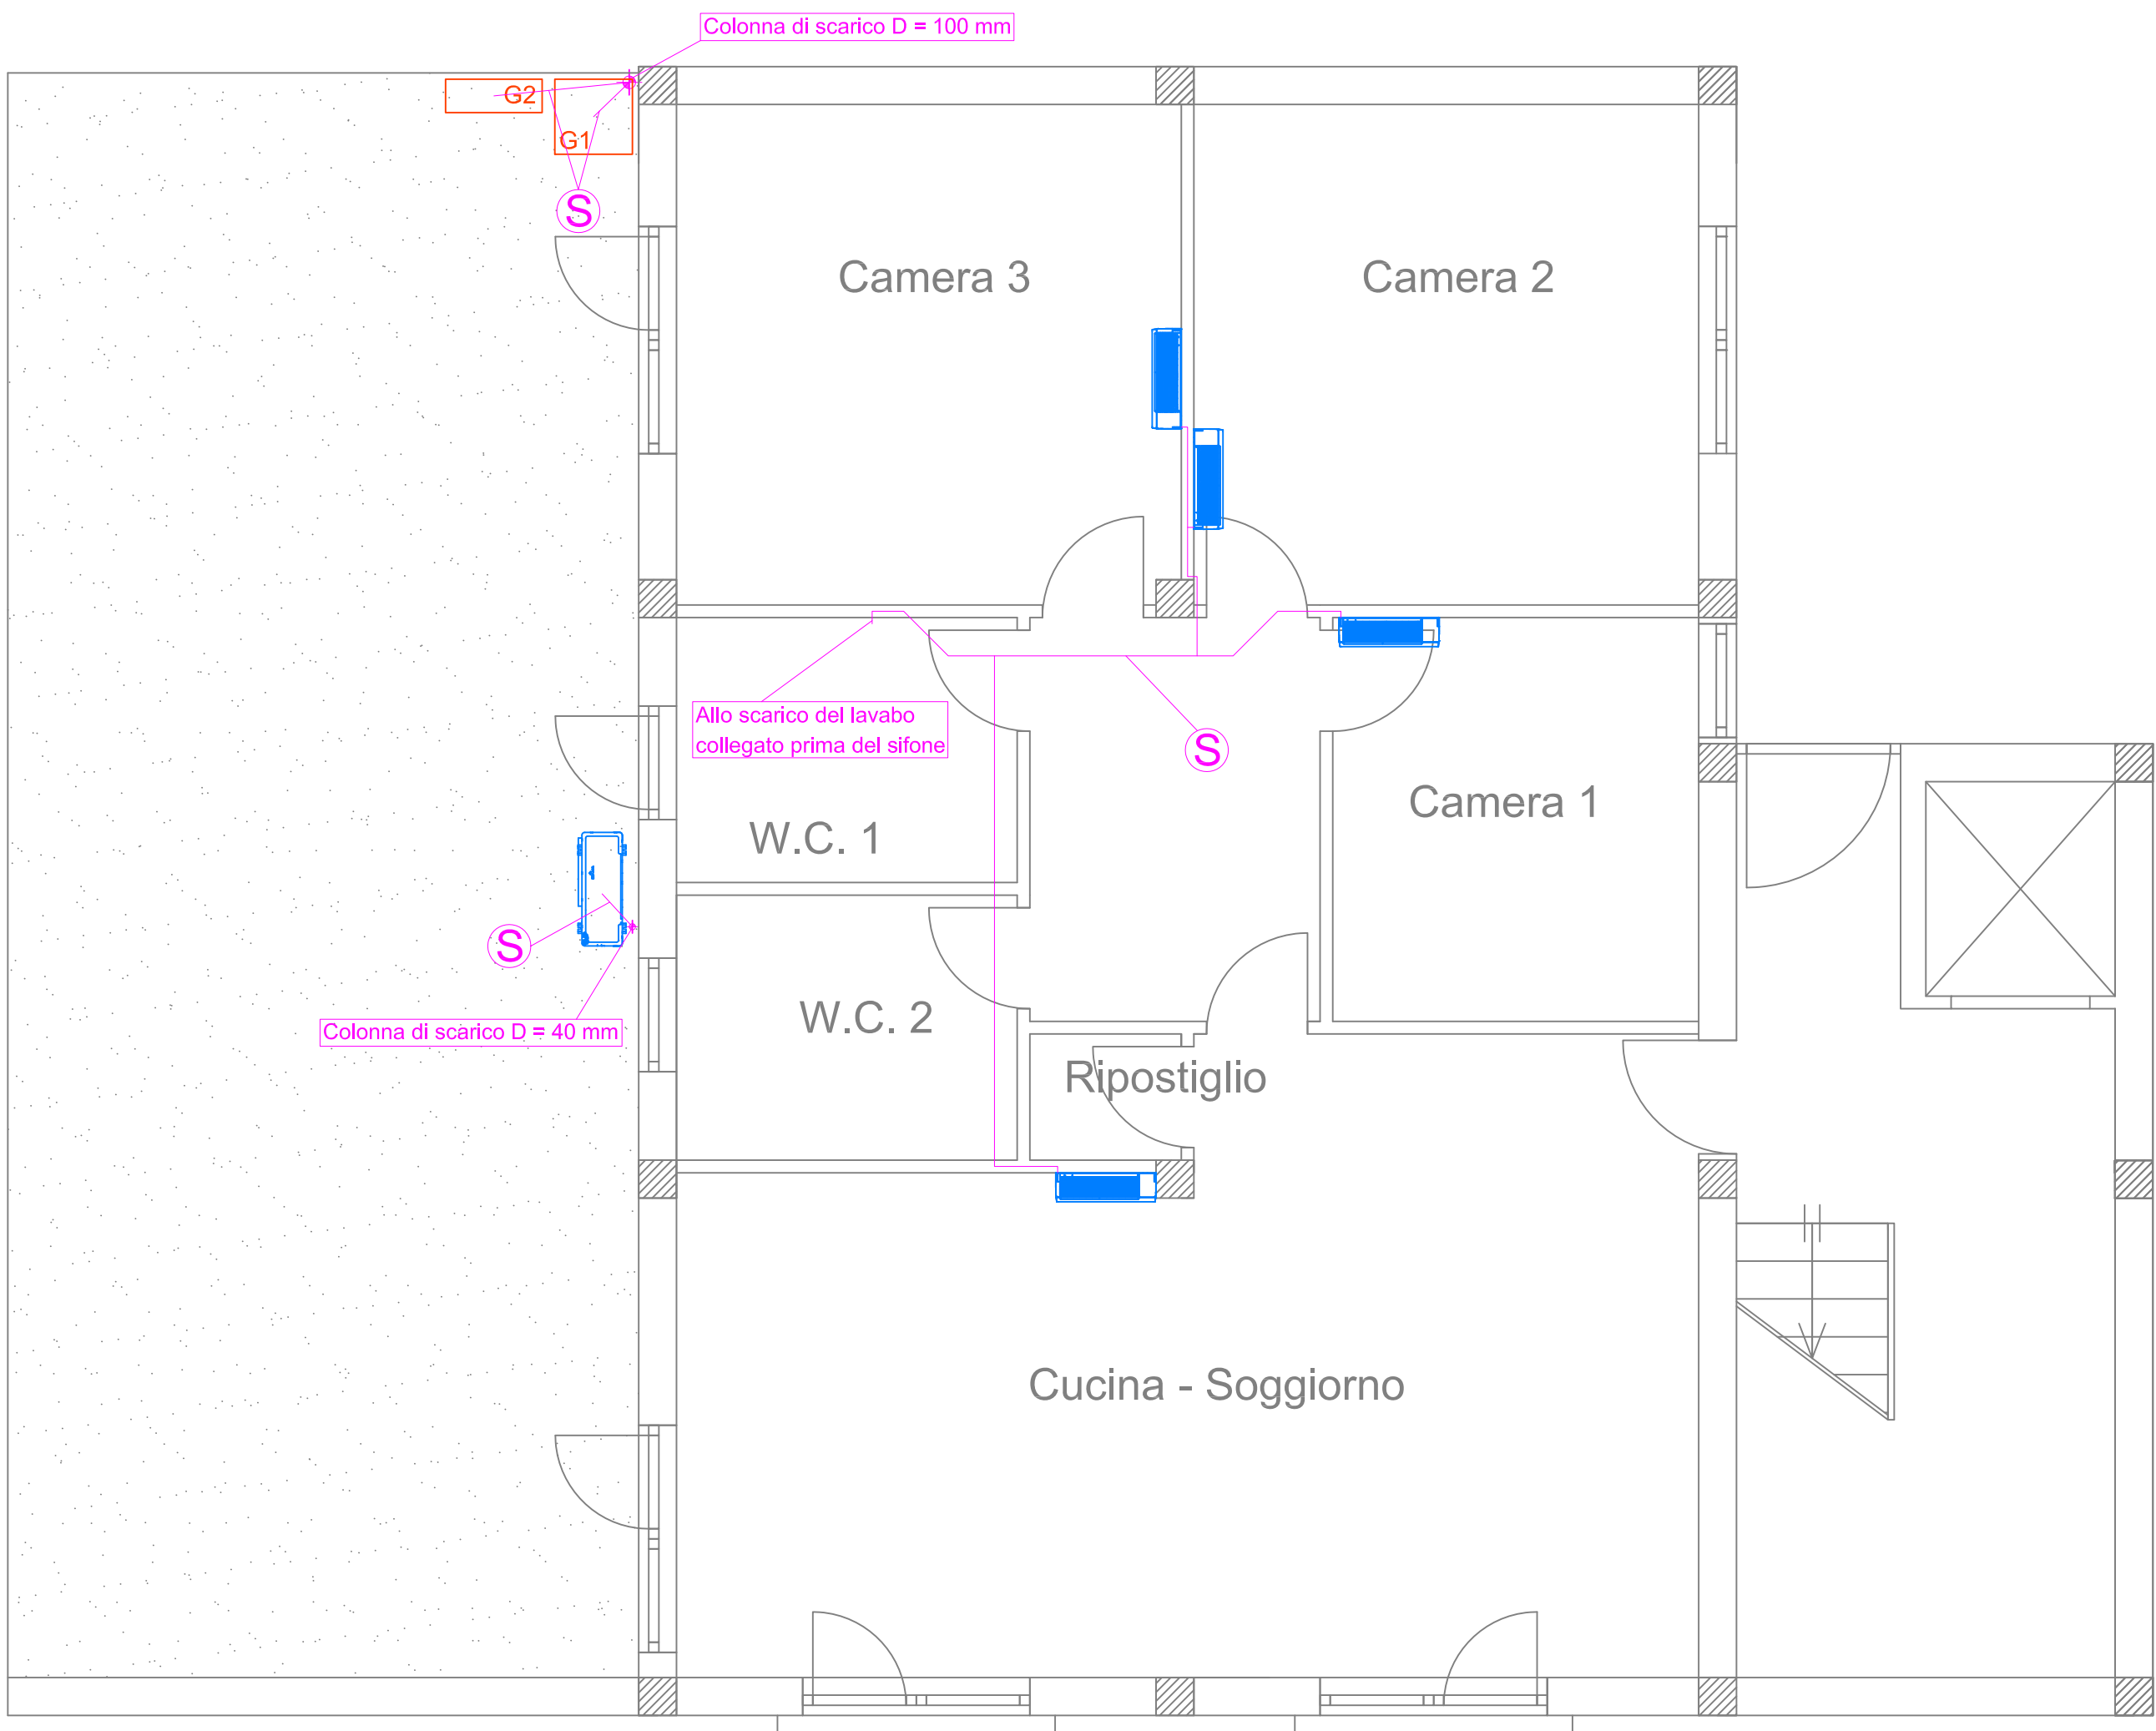 Colonna di scarico D = 100 mm
G2
G1
S
Camera 3
Camera 2
Allo scarico del lavabo
collegato prima del sifone
S
Camera 1
W.C. 1
S
W.C. 2
Colonna di scarico D = 40 mm
Ripostiglio
Cucina - Soggiorno